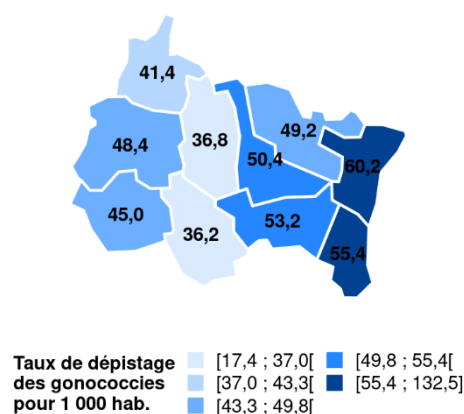 41,4
49,2
48,4
36,8
50,4
60,2
45,0
36,2
53,2
55,4
Taux de dépistage
des gonococcies
pour 1 000 hab.
[17,4 ; 37,0[
[37,0 ; 43,3[
[43,3 ; 49,8[
[49,8 ; 55,4[
[55,4 ; 132,5]